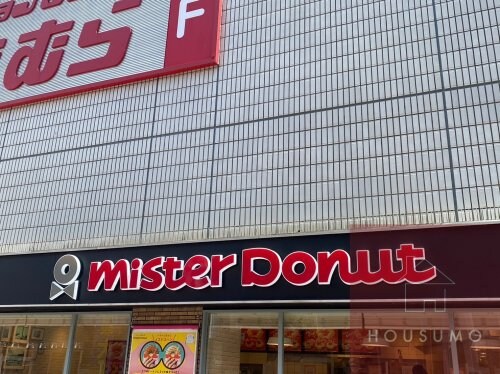 むら
F
mister Donut
HOUSUMO